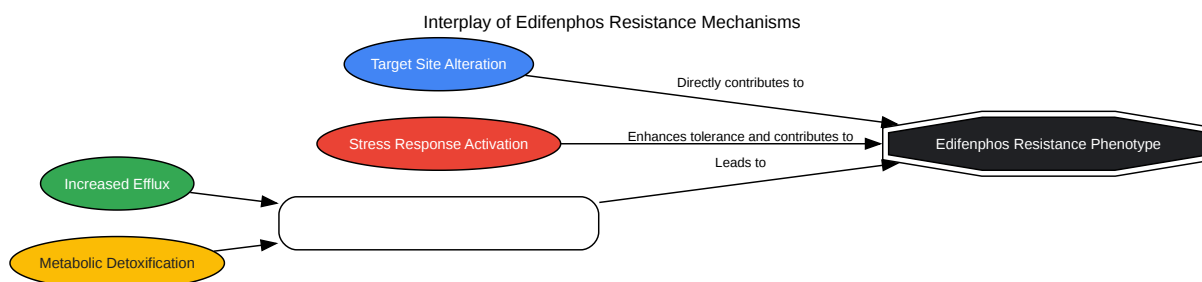 Interplay of Edifenphos Resistance Mechanisms
Target Site Alteration
Directly contributes to
Stress Response Activation
Enhances tolerance and contributes to
Edifenphos Resistance Phenotype
Leads to
Increased Efflux
Metabolic Detoxification